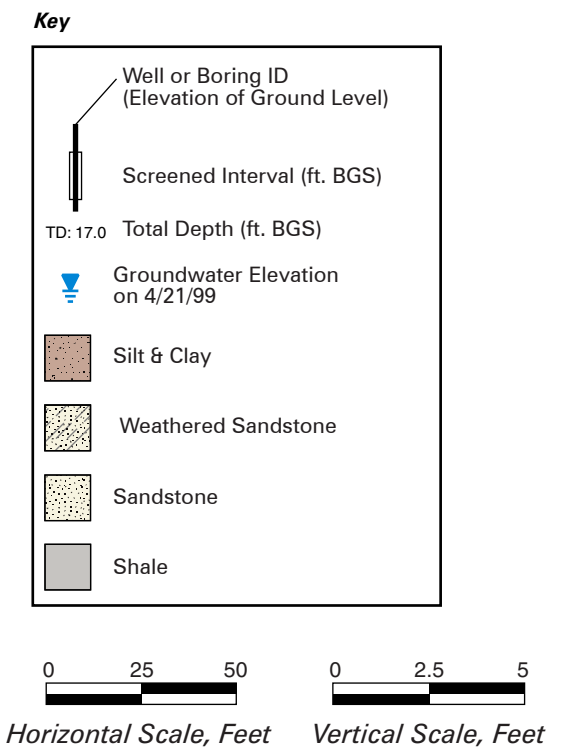 Key
Well or Boring ID
(Elevation of Ground Level)
Screened Interval (ft. BGS)
TD: 17.0 Total Depth (ft. BGS)
Groundwater Elevation
on 4/21/99
Silt & Clay
Weathered Sandstone
Sandstone
Shale
0 25 50
Horizontal Scale, Feet
0 2.5 5
Vertical Scale, Feet